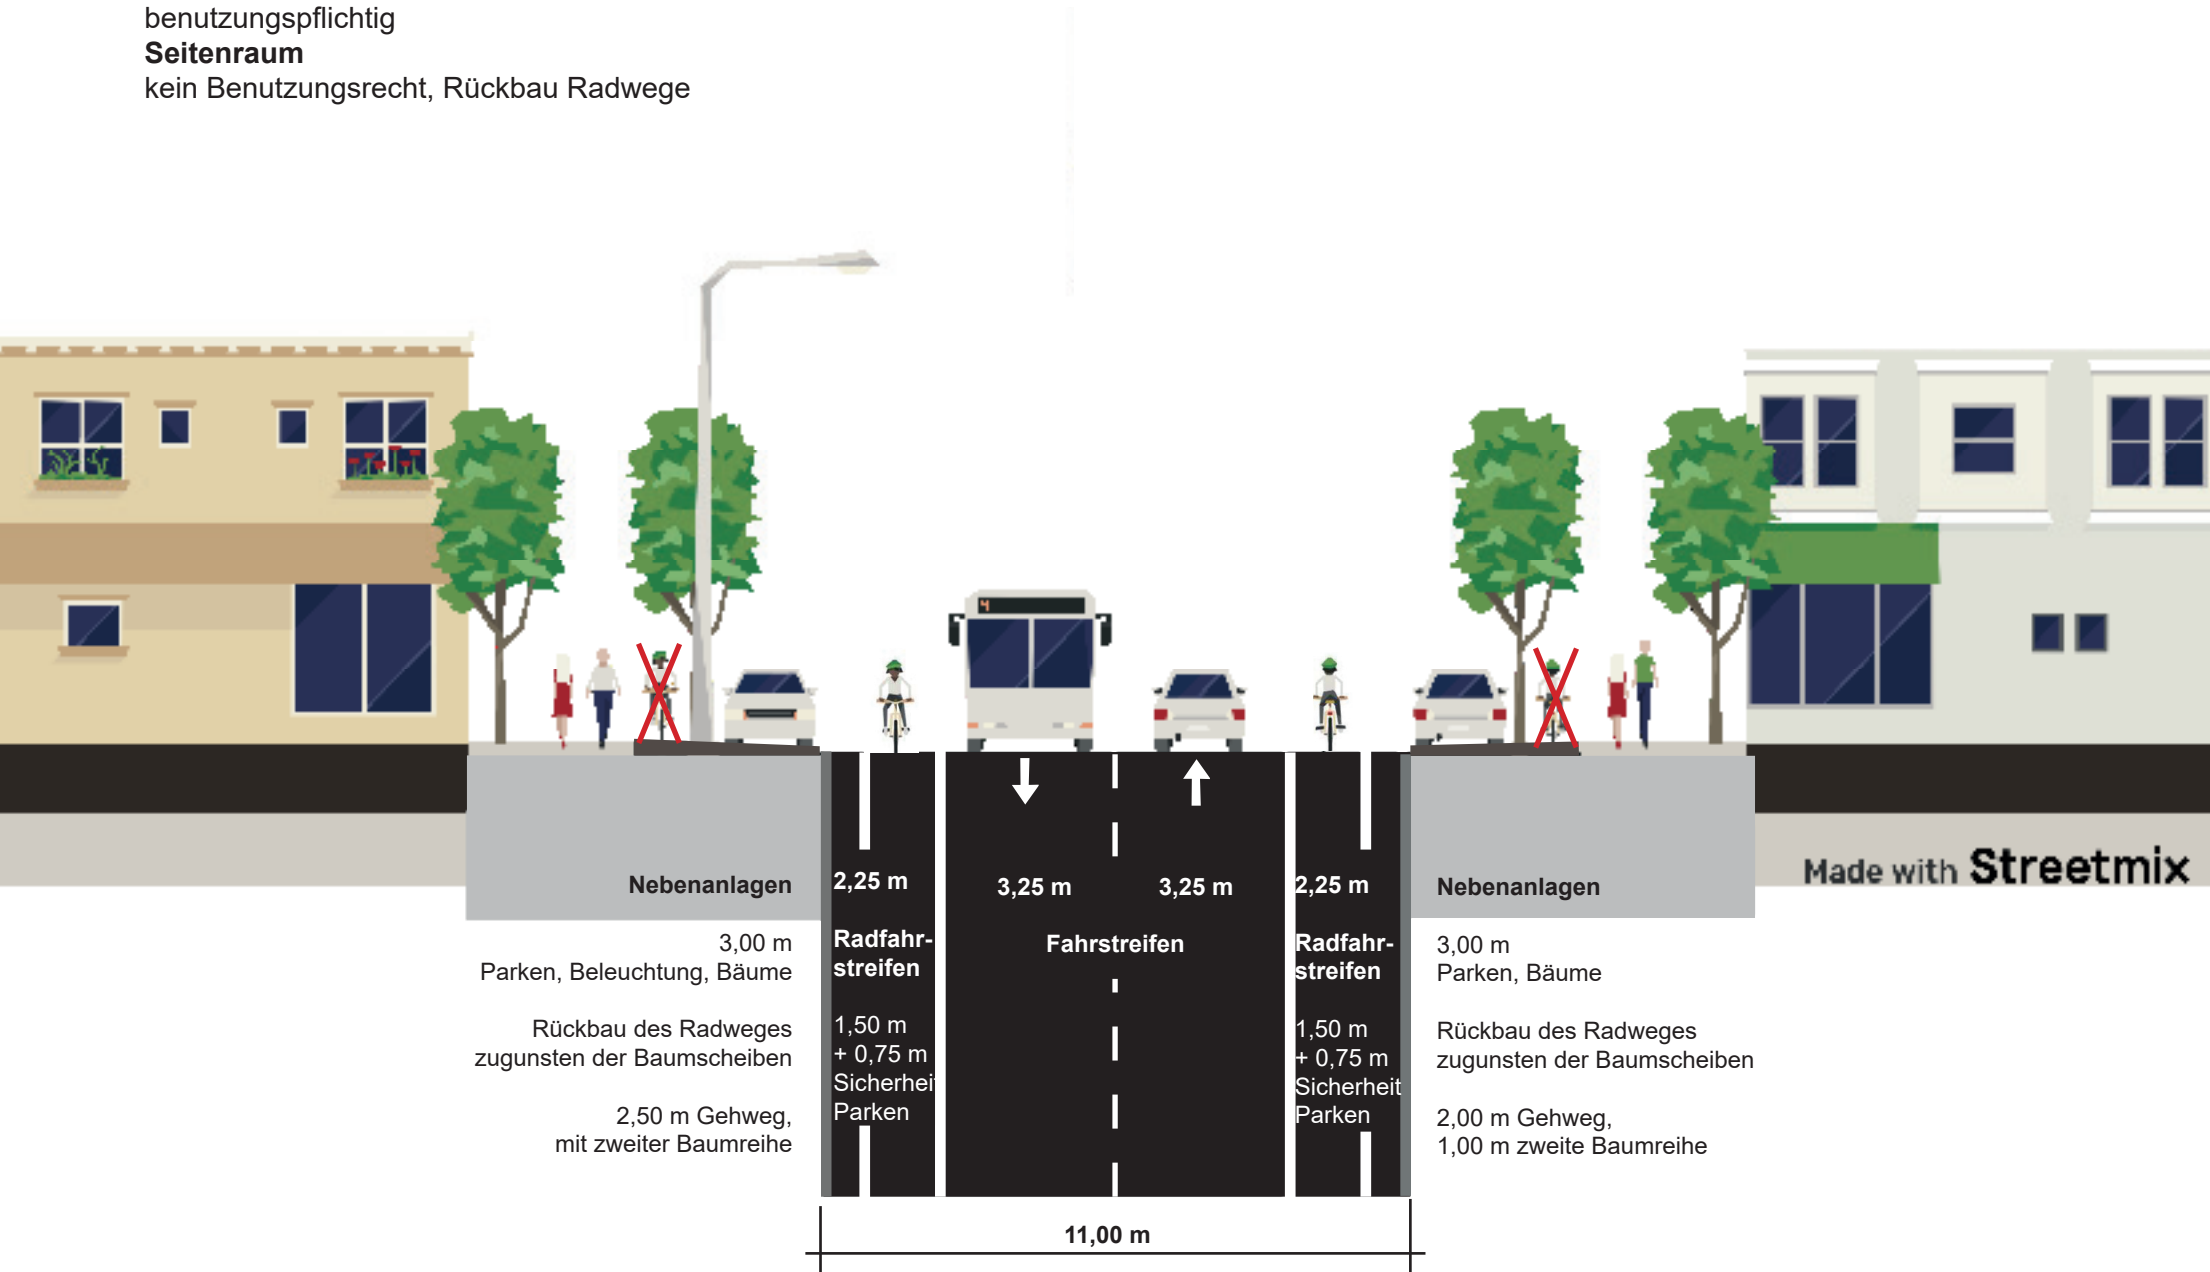 benutzungspflichtig
Seitenraum
kein Benutzungsrecht, Rückbau Radwege
4
Nebenanlagen
3,00 m
Parken, Beleuchtung, Bäume
Rückbau des Radweges
zugunsten der Baumscheiben
2,50 m Gehweg,
mit zweiter Baumreihe
2,25 m
Radfahr-
streifen
1,50 m
+ 0,75 m
Sicherheit
Parken
3,25 m
3,25 m
Fahrstreifen
2,25 m
Radfahr-
streifen
1,50 m
+ 0,75 m
Sicherheit
Parken
Nebenanlagen
3,00 m
Parken, Bäume
Rückbau des Radweges
zugunsten der Baumscheiben
2,00 m Gehweg,
1,00 m zweite Baumreihe
Made with Streetmix
11,00 m